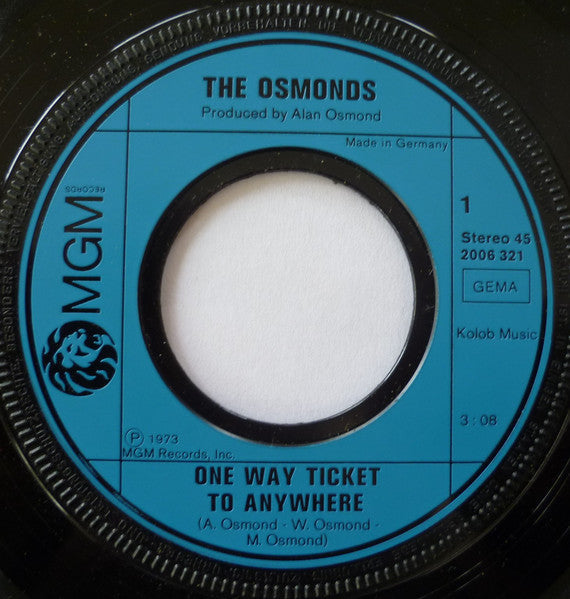 THE OSMONDS
Produced by Alan Osmond
Made in Germany
MGM
RECORDS
1
Stereo 45
2006 321
GEMA
Kolob Music
3:08
Ⓟ 1973
MGM Records, Inc.
ONE WAY TICKET
TO ANYWHERE
(A. Osmond - W. Osmond -
M. Osmond)